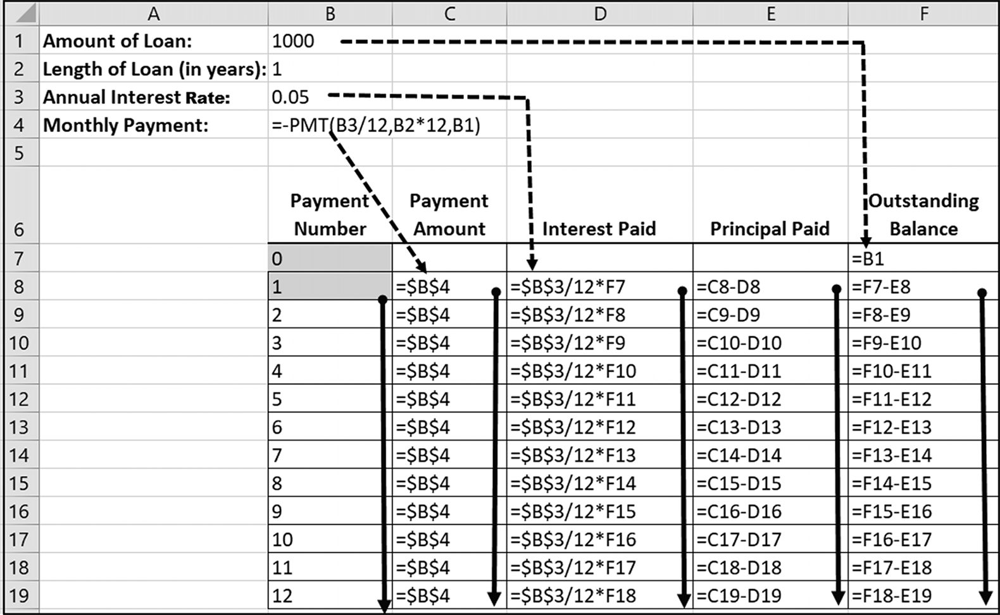 A B C D E F
1 Amount of Loan: 1000
2 Length of Loan (in years): 1
3 Annual Interest Rate: 0.05
4 Monthly Payment: =-PMT(B3/12,B2*12,B1)
5
Payment Payment Outstanding
6 Number Amount Interest Paid Principal Paid Balance
7 0 =B1
8 1 =$B$4 =$B$3/12*F7 =C8-D8 =F7-E8
9 2 =$B$4 =$B$3/12*F8 =C9-D9 =F8-E9
10 3 =$B$4 =$B$3/12*F9 =C10-D10 =F9-E10
11 4 =$B$4 =$B$3/12*F10 =C11-D11 =F10-E11
12 5 =$B$4 =$B$3/12*F11 =C12-D12 =F11-E12
13 6 =$B$4 =$B$3/12*F12 =C13-D13 =F12-E13
14 7 =$B$4 =$B$3/12*F13 =C14-D14 =F13-E14
15 8 =$B$4 =$B$3/12*F14 =C15-D15 =F14-E15
16 9 =$B$4 =$B$3/12*F15 =C16-D16 =F15-E16
17 10 =$B$4 =$B$3/12*F16 =C17-D17 =F16-E17
18 11 =$B$4 =$B$3/12*F17 =C18-D18 =F17-E18
19 12 =$B$4 =$B$3/12*F18 =C19-D19 =F18-E19